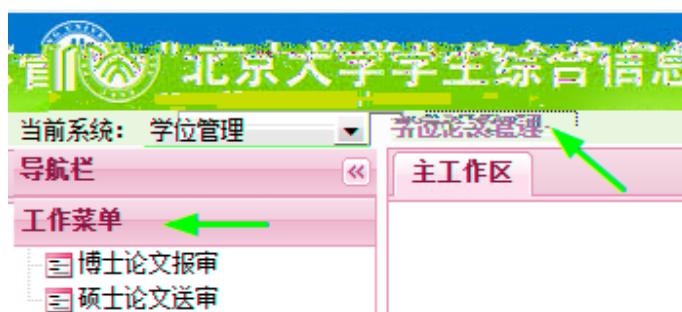 北京大学学生综合信息
当前系统： 学位管理 学位论文管理
导航栏 主工作区
工作菜单
博士论文报审
硕士论文送审